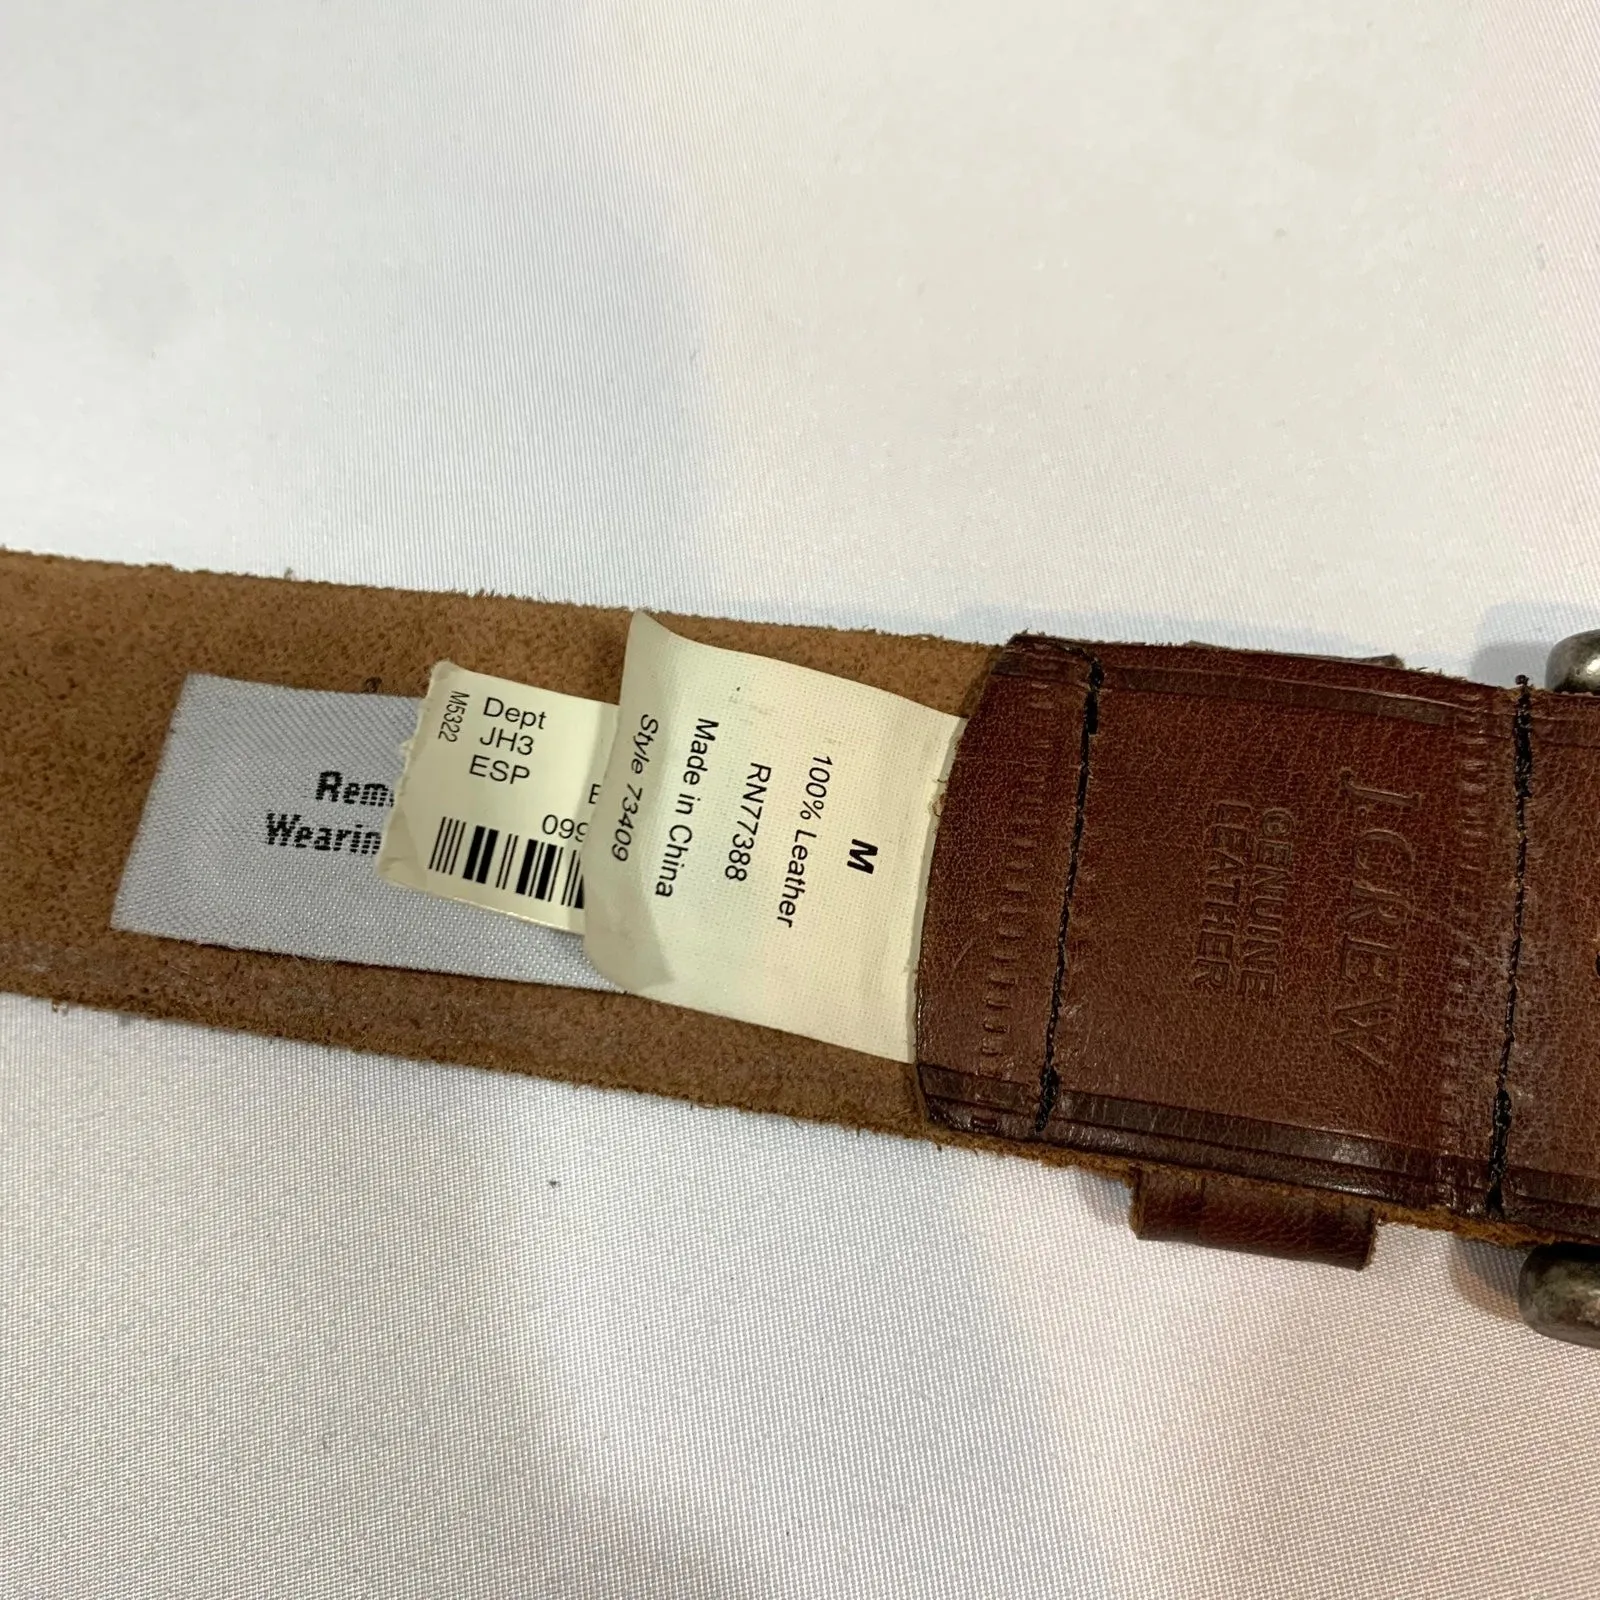 Rem
Wearin
M5322
Dept
JH3
ESP
099
M
100% Leather
RN77388
Made in China
Style 73409
J.CREW
GENUINE
LEATHER